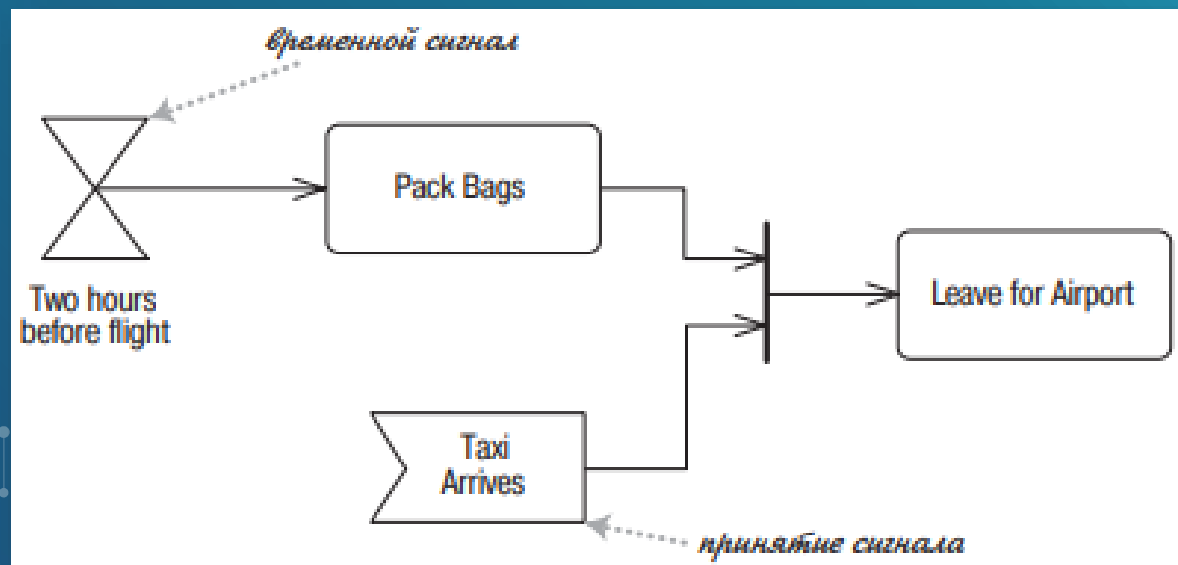 временной сигнал
Pack Bags
Two hours
before flight
Leave for Airport
Taxi
Arrives
принятие сигнала